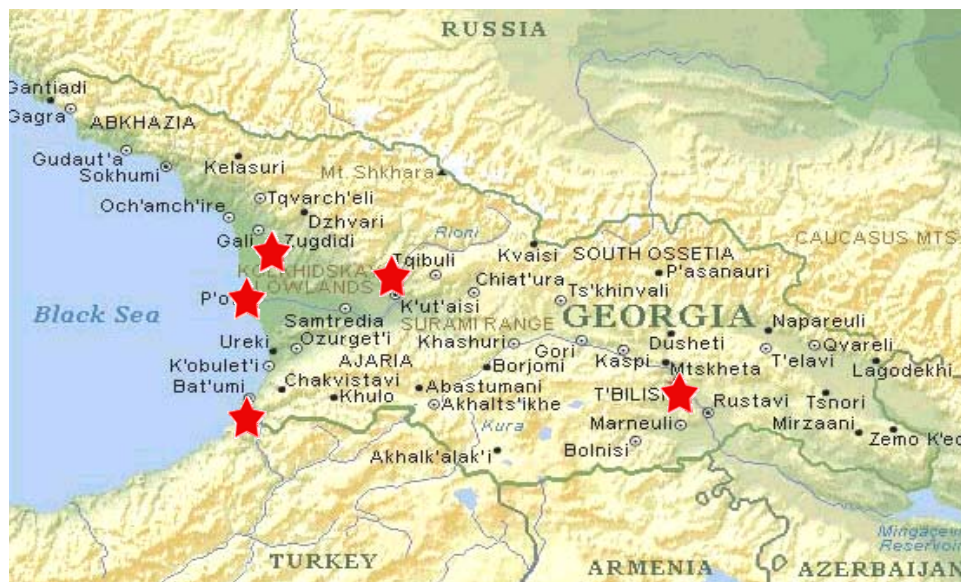 RUSSIA
Gantiadi
Gagra
ABKHAZIA
Gudaut'a
Sokhumi
Kelasuri
Mt. Shkhara
Tqvarch'eli
Och'amch'ire
Dzhvari
Gali
Zugdidi
Rioni
Kvaisi
SOUTH OSSETIA
CAUCASUS MTS.
Tqibuli
P'asanauri
LOWLANDS
Chiat'ura
Ts'khinvali
K'ut'aisi
Black Sea
Samtredia
SURAMI RANGE
GEORGIA
Napareuli
Ureki
Ozurget'i
Khashuri
Gori
Dusheti
Kaspi
Qvareli
T'elavi
K'obulet'i
AJARIA
Borjomi
Mtskheta
Lagodekhi
Bat'umi
Chakvistavi
Abastumani
T'BILISI
Khulo
Akhalts'ikhe
Rustavi
Tsnori
Kura
Marneuli
Mirzaani
Bolnisi
Akhalk'alak'i
TURKEY
ARMENIA
AZERBAIJAN